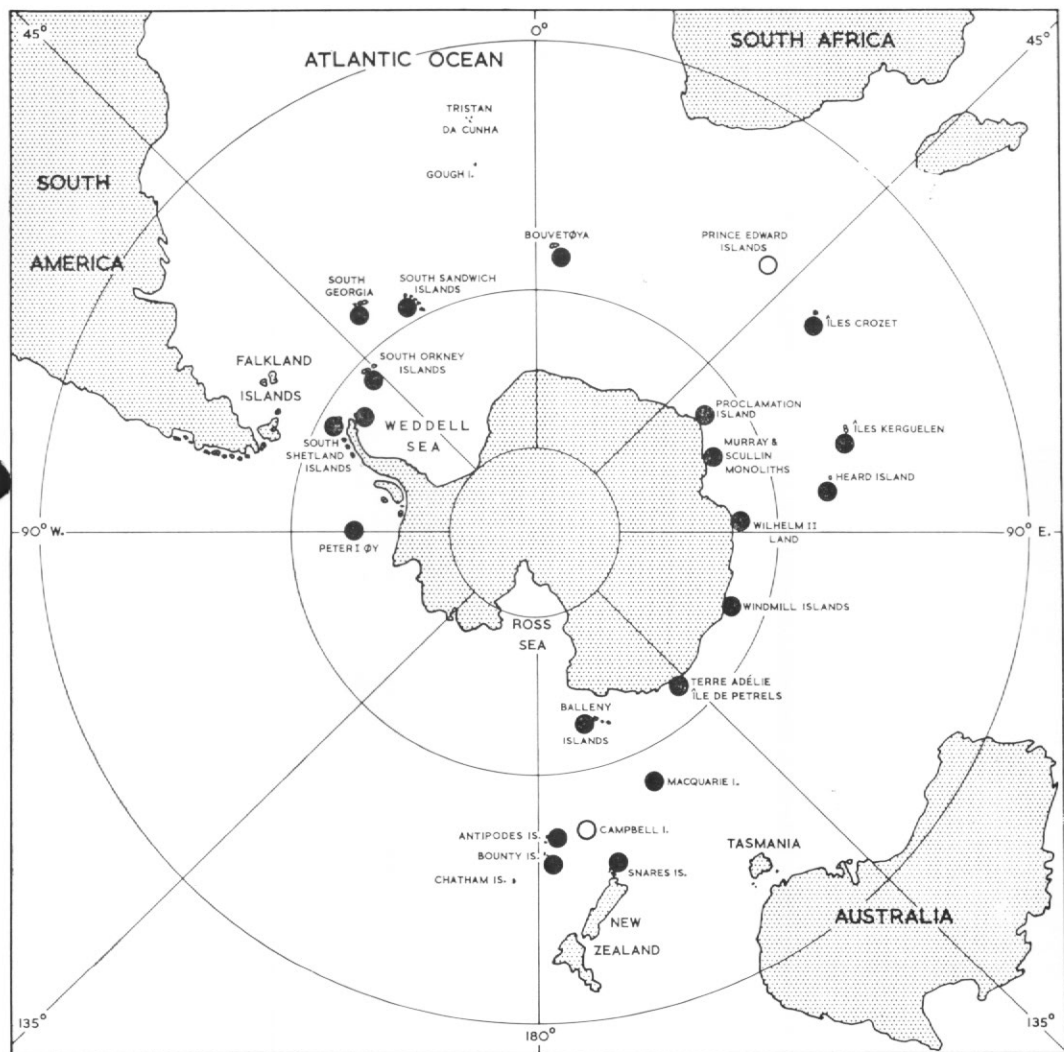 45°
0°
45°
ATLANTIC OCEAN
SOUTH AFRICA
TRISTAN
DA CUNHA
GOUGH I.
SOUTH
AMERICA
BOUVETØYA
PRINCE EDWARD
ISLANDS
SOUTH
GEORGIA
SOUTH SANDWICH
ISLANDS
ÎLES CROZET
SOUTH ORKNEY
ISLANDS
FALKLAND
ISLANDS
WEDDELL
SEA
SOUTH
SHETLAND
ISLANDS
PROCLAMATION
ISLAND
ÎLES KERGUELEN
MURRAY &
SCULLIN
MONOLITHS
HEARD ISLAND
90° W.
PETER I ØY
WILHELM II
LAND
90° E.
WINDMILL ISLANDS
ROSS
SEA
TERRE ADÉLIE
ÎLE DE PETRELS
BALLENY
ISLANDS
MACQUARIE I.
ANTIPODES IS.
CAMPBELL I.
BOUNTY IS.
TASMANIA
CHATHAM IS.
SNARES IS.
NEW
ZEALAND
AUSTRALIA
135°
180°
135°